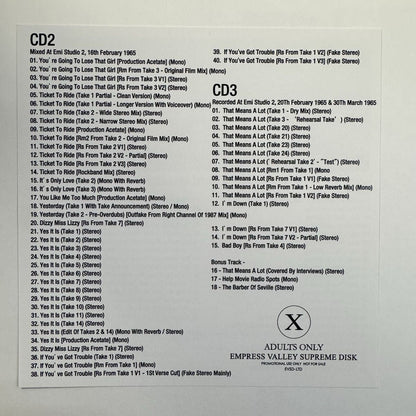 CD2
Mixed At Emi Studio 2, 16th February 1965
01. You´re Going To Lose That Girl [Production Acetate] (Mono)
02. You´re Going To Lose That Girl [Rm From Take 3 - Original Film Mix] (Mono)
03. You´re Going To Lose That Girl [Rs From Take 3 V1] (Stereo)
04. You´re Going To Lose That Girl [Rs From Take 3 V2] (Stereo)
05. Ticket To Ride (Take 1 Partial - Clean Version) (Mono)
06. Ticket To Ride (Take 1 Partial - Longer Version With Voiceover) (Mono)
07. Ticket To Ride (Take 2 - Wide Stereo Mix) (Stereo)
08. Ticket To Ride (Take 2 - Narrow Stereo Mix) (Stereo)
09. Ticket To Ride [Production Acetate] (Mono)
10. Ticket To Ride [Rm2 From Take 2 - Original Film Mix] (Mono)
11. Ticket To Ride [Rs From Take 2 V1] (Stereo)
12. Ticket To Ride [Rs From Take 2 V2 - Partial] (Stereo)
13. Ticket To Ride [Rs From Take 2 V3] (Stereo)
14. Ticket To Ride [Rockband Mix] (Stereo)
15. It´s Only Love (Take 2) (Mono With Reverb)
16. It´s Only Love (Take 3) (Mono With Reverb)
17. You Like Me Too Much [Production Acetate] (Mono)
18. Yesterday (Take 1 With Take Announcement) (Stereo / Mono)
19. Yesterday (Take 2 - Pre-Overdubs) (Outfake From Right Channel Of 1987 Mix) (Mono)
20. Dizzy Miss Lizzy [Rs From Take 7] (Stereo)
21. Yes It Is (Take 1) (Stereo)
22. Yes It Is (Take 2) (Stereo)
23. Yes It Is (Take 3) (Stereo)
24. Yes It Is (Take 4) (Stereo)
25. Yes It Is (Take 5) (Stereo)
26. Yes It Is (Take 6) (Stereo)
27. Yes It Is (Take 7) (Stereo)
28. Yes It Is (Take 8) (Stereo)
29. Yes It Is (Take 9) (Stereo)
30. Yes It Is (Take 10) (Stereo)
31. Yes It Is (Take 11) (Stereo)
32. Yes It Is (Take 14) (Stereo)
33. Yes It Is (Edit Of Takes 2 & 14) (Mono With Reverb / Stereo)
34. Yes It Is [Production Acetate] (Mono)
35. Dizzy Miss Lizzy [Rs From Take 7] (Stereo)
36. If You´ve Got Trouble (Take 1) (Stereo)
37. If You´ve Got Trouble [Rm From Take 1] (Mono)
38. If You´ve Got Trouble [Rs From Take 1 V1 - 1St Verse Cut] (Fake Stereo Mainly)
39. If You´ve Got Trouble [Rs From Take 1 V2] (Fake Stereo)
40. If You´ve Got Trouble [Rs From Take 1 V3] (Fake Stereo)
CD3
Recorded At Emi Studio 2, 20Th February 1965 & 30Th March 1965
01. That Means A Lot (Take 1 - Dry Mix) (Stereo)
02. That Means A Lot (Take 3 - "Rehearsal Take") (Stereo)
03. That Means A Lot (Take 20) (Stereo)
04. That Means A Lot (Take 21) (Stereo)
05. That Means A Lot (Take 22) (Stereo)
06. That Means A Lot (Take 24) (Stereo)
07. That Means A Lot (´Rehearsal Take 2´- "Test") (Stereo)
08. That Means A Lot [Rm1 From Take 1] (Mono)
09. That Means A Lot [Rs From Take 1 V1] (Fake Stereo)
10. That Means A Lot [Rm From Take 1 - Low Reverb Mix] (Mono)
11. That Means A Lot [Rs From Take 1 V2] (Fake Stereo)
12. I´m Down (Take 1) (Stereo)
13. I´m Down [Rs From Take 7 V1] (Stereo)
14. I´m Down [Rs From Take 7 V2 - Partial] (Stereo)
15. Bad Boy [Rs From Take 4] (Stereo)
Bonus Track -
16 - That Means A Lot (Covered By Interviews) (Stereo)
17 - Help Movie Radio Spots (Mono)
18 - The Barber Of Seville (Stereo)
X
ADULTS ONLY
EMPRESS VALLEY SUPREME DISK
PROMOTIONAL USE ONLY NOT FOR SALE
EVSD-LTD